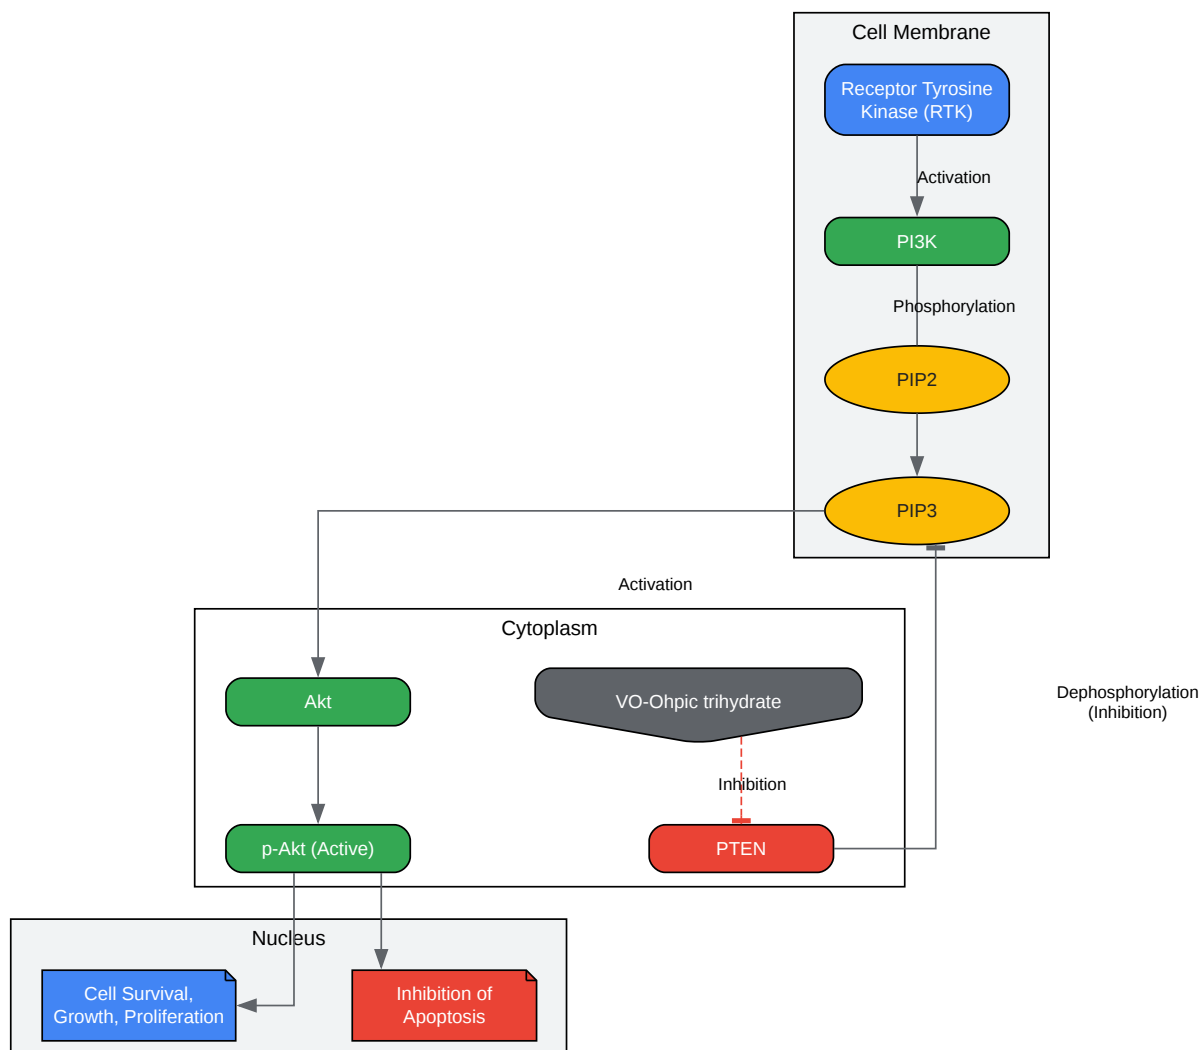 Cell Membrane
Receptor Tyrosine
Kinase (RTK)
Activation
PI3K
Phosphorylation
PIP2
PIP3
Activation
Cytoplasm
Akt
VO-Ohpic trihydrate
Dephosphorylation
(Inhibition)
Inhibition
p-Akt (Active)
PTEN
Nucleus
Cell Survival,
Growth, Proliferation
Inhibition of
Apoptosis